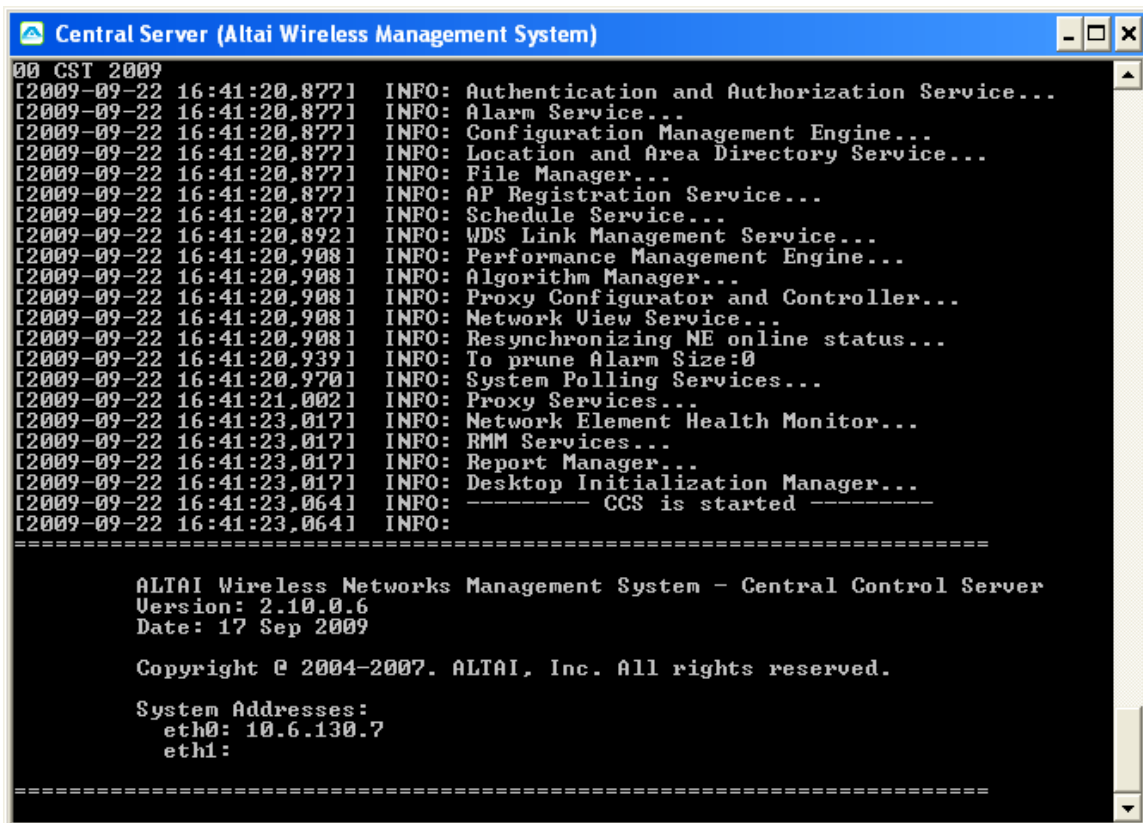 Central Server (Altai Wireless Management System)
00 CST 2009
[2009-09-22 16:41:20,877]  INFO: Authentication and Authorization Service...
[2009-09-22 16:41:20,877]  INFO: Alarm Service...
[2009-09-22 16:41:20,877]  INFO: Configuration Management Engine...
[2009-09-22 16:41:20,877]  INFO: Location and Area Directory Service...
[2009-09-22 16:41:20,877]  INFO: File Manager...
[2009-09-22 16:41:20,877]  INFO: AP Registration Service...
[2009-09-22 16:41:20,877]  INFO: Schedule Service...
[2009-09-22 16:41:20,892]  INFO: WDS Link Management Service...
[2009-09-22 16:41:20,908]  INFO: Performance Management Engine...
[2009-09-22 16:41:20,908]  INFO: Algorithm Manager...
[2009-09-22 16:41:20,908]  INFO: Proxy Configurator and Controller...
[2009-09-22 16:41:20,908]  INFO: Network View Service...
[2009-09-22 16:41:20,908]  INFO: Resynchronizing NE online status...
[2009-09-22 16:41:20,939]  INFO: To prune Alarm Size:0
[2009-09-22 16:41:20,970]  INFO: System Polling Services...
[2009-09-22 16:41:21,002]  INFO: Proxy Services...
[2009-09-22 16:41:23,017]  INFO: Network Element Health Monitor...
[2009-09-22 16:41:23,017]  INFO: RMM Services...
[2009-09-22 16:41:23,017]  INFO: Report Manager...
[2009-09-22 16:41:23,017]  INFO: Desktop Initialization Manager...
[2009-09-22 16:41:23,064]  INFO: --------- CCS is started ---------
[2009-09-22 16:41:23,064]  INFO:
========================================================================
ALTAI Wireless Networks Management System - Central Control Server
Version: 2.10.0.6
Date: 17 Sep 2009
Copyright @ 2004-2007. ALTAI, Inc. All rights reserved.
System Addresses:
eth0: 10.6.130.7
eth1:
========================================================================